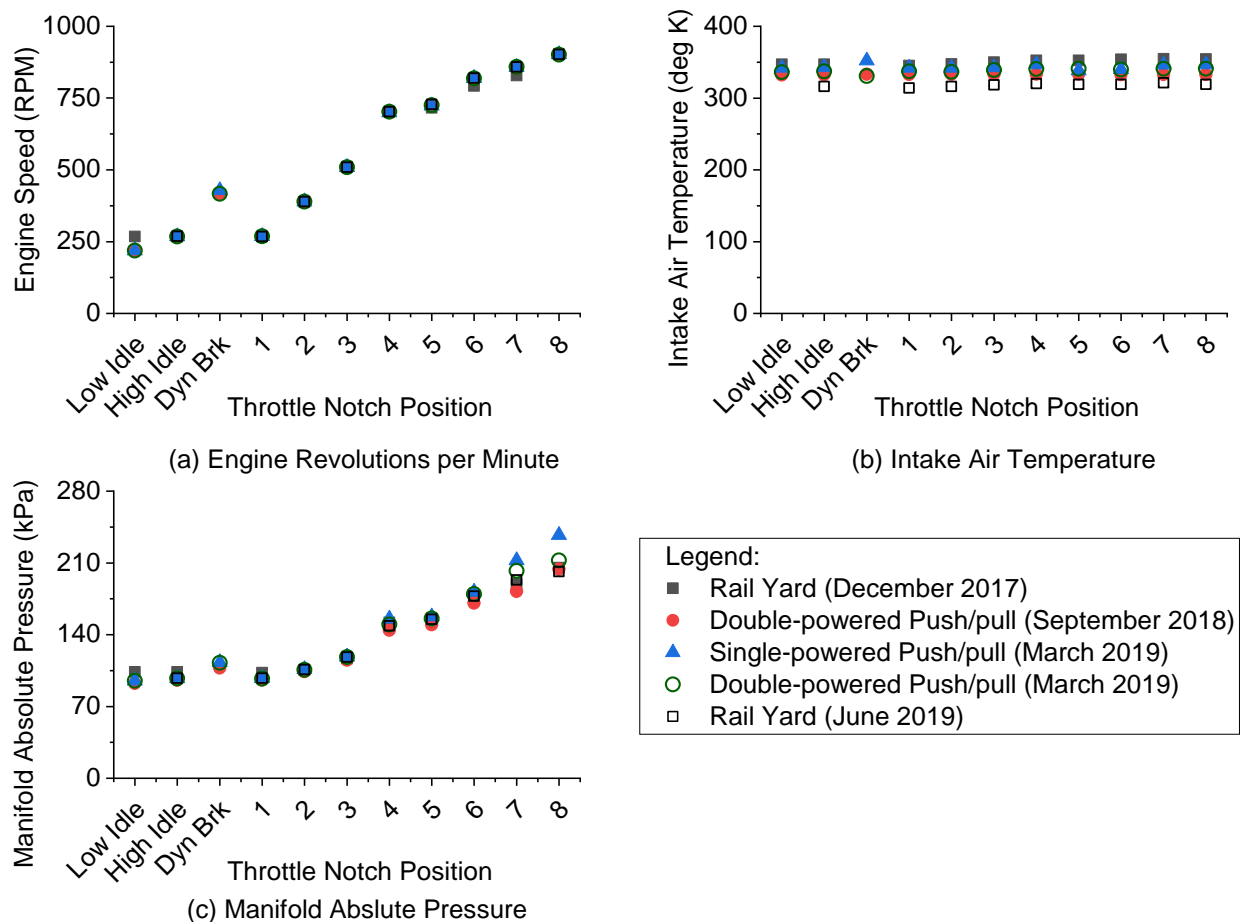 1000
750
500
250
0
Engine Speed (RPM)
Low Idle
High Idle
Dyn Brk
1
2
3
4
5
6
7
8
Throttle Notch Position
(a) Engine Revolutions per Minute
400
300
200
100
0
Intake Air Temperature (deg K)
Low Idle
High Idle
Dyn Brk
1
2
3
4
5
6
7
8
Throttle Notch Position
(b) Intake Air Temperature
280
210
140
70
0
Manifold Absolute Pressure (kPa)
Low Idle
High Idle
Dyn Brk
1
2
3
4
5
6
7
8
Throttle Notch Position
(c) Manifold Abslute Pressure
Legend:
Rail Yard (December 2017)
Double-powered Push/pull (September 2018)
Single-powered Push/pull (March 2019)
Double-powered Push/pull (March 2019)
Rail Yard (June 2019)